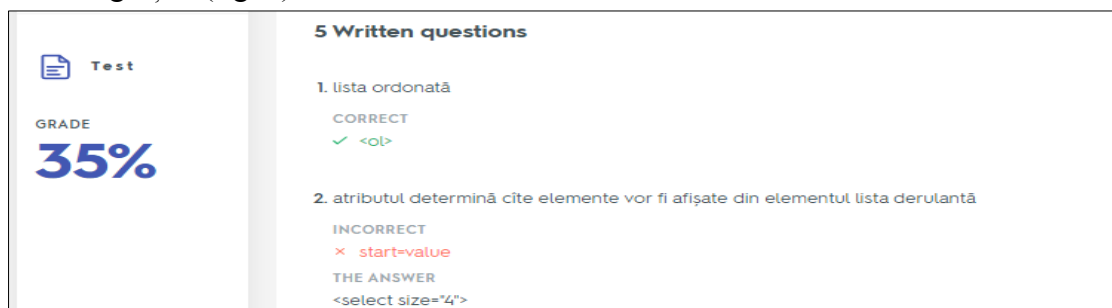 Test
GRADE
35%
5 Written questions
1. lista ordonată
CORRECT
✓ <ol>
2. atributul determină cîte elemente vor fi afișate din elementul lista derulantă
INCORRECT
× start=value
THE ANSWER
<select size="4">